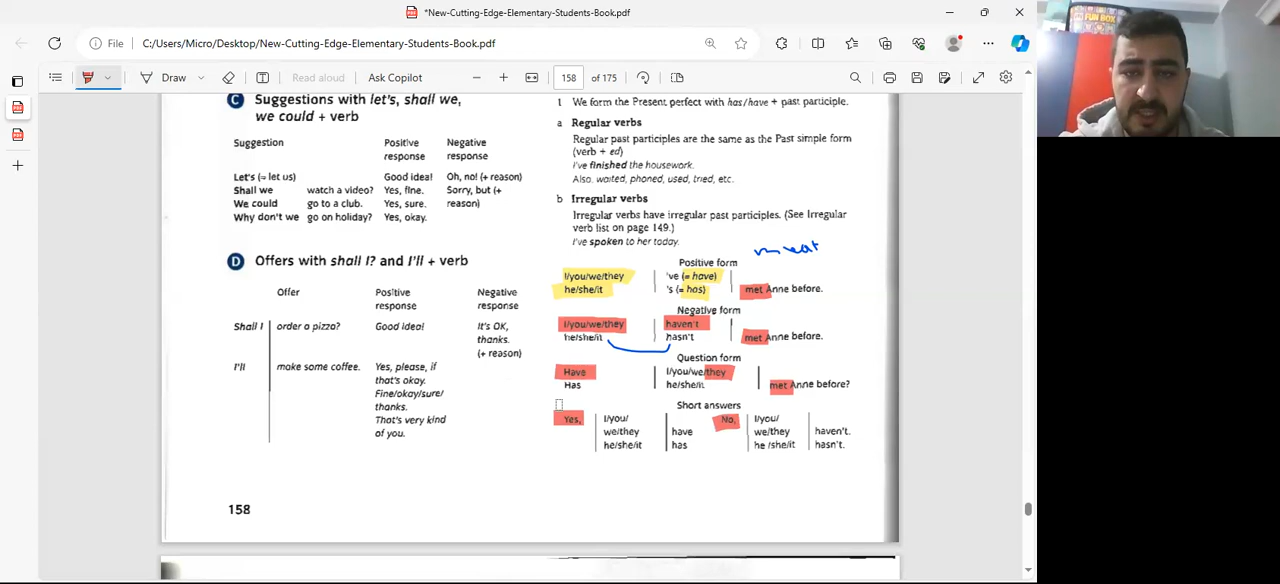 *New-Cutting-Edge-Elementary-Students-Book.pdf
File
C:/Users/Micro/Desktop/New-Cutting-Edge-Elementary-Students-Book.pdf
Draw
Read aloud
Ask Copilot
158
of 175
FUN BOX
C Suggestions with let's, shall we,
we could + verb
Suggestion
Positive
response
Negative
response
Let's (= let us)
Good idea!
Oh, no! (+ reason)
Shall we
watch a video?
Yes, fine.
Sorry, but (+
We could
go to a club.
Yes, sure.
reason)
Why don't we
go on holiday?
Yes, okay.
D Offers with shall I? and I'll + verb
Offer
Positive
response
Negative
response
Shall I
order a pizza?
Good idea!
It's OK,
thanks.
(+ reason)
I'll
make some coffee.
Yes, please, if
that's okay.
Fine/okay/sure/
thanks.
That's very kind
of you.
158
1 We form the Present perfect with has/have + past participle.
a Regular verbs
Regular past participles are the same as the Past simple form
(verb + ed)
I've finished the housework.
Also, waited, phoned, used, tried, etc.
b Irregular verbs
Irregular verbs have irregular past participles. (See Irregular
verb list on page 149.)
I've spoken to her today.
Positive form
I/you/we/they
've (= have)
he/she/it
's (= has)
met Anne before.
Negative form
I/you/we/they
haven't
he/she/it
hasn't
met Anne before.
Question form
Have
I/you/we/they
Has
he/she/it
met Anne before?
Short answers
Yes,
I/you/
we/they
he/she/it
have
has
No,
I/you/
we/they
he /she/it
haven't.
hasn't.